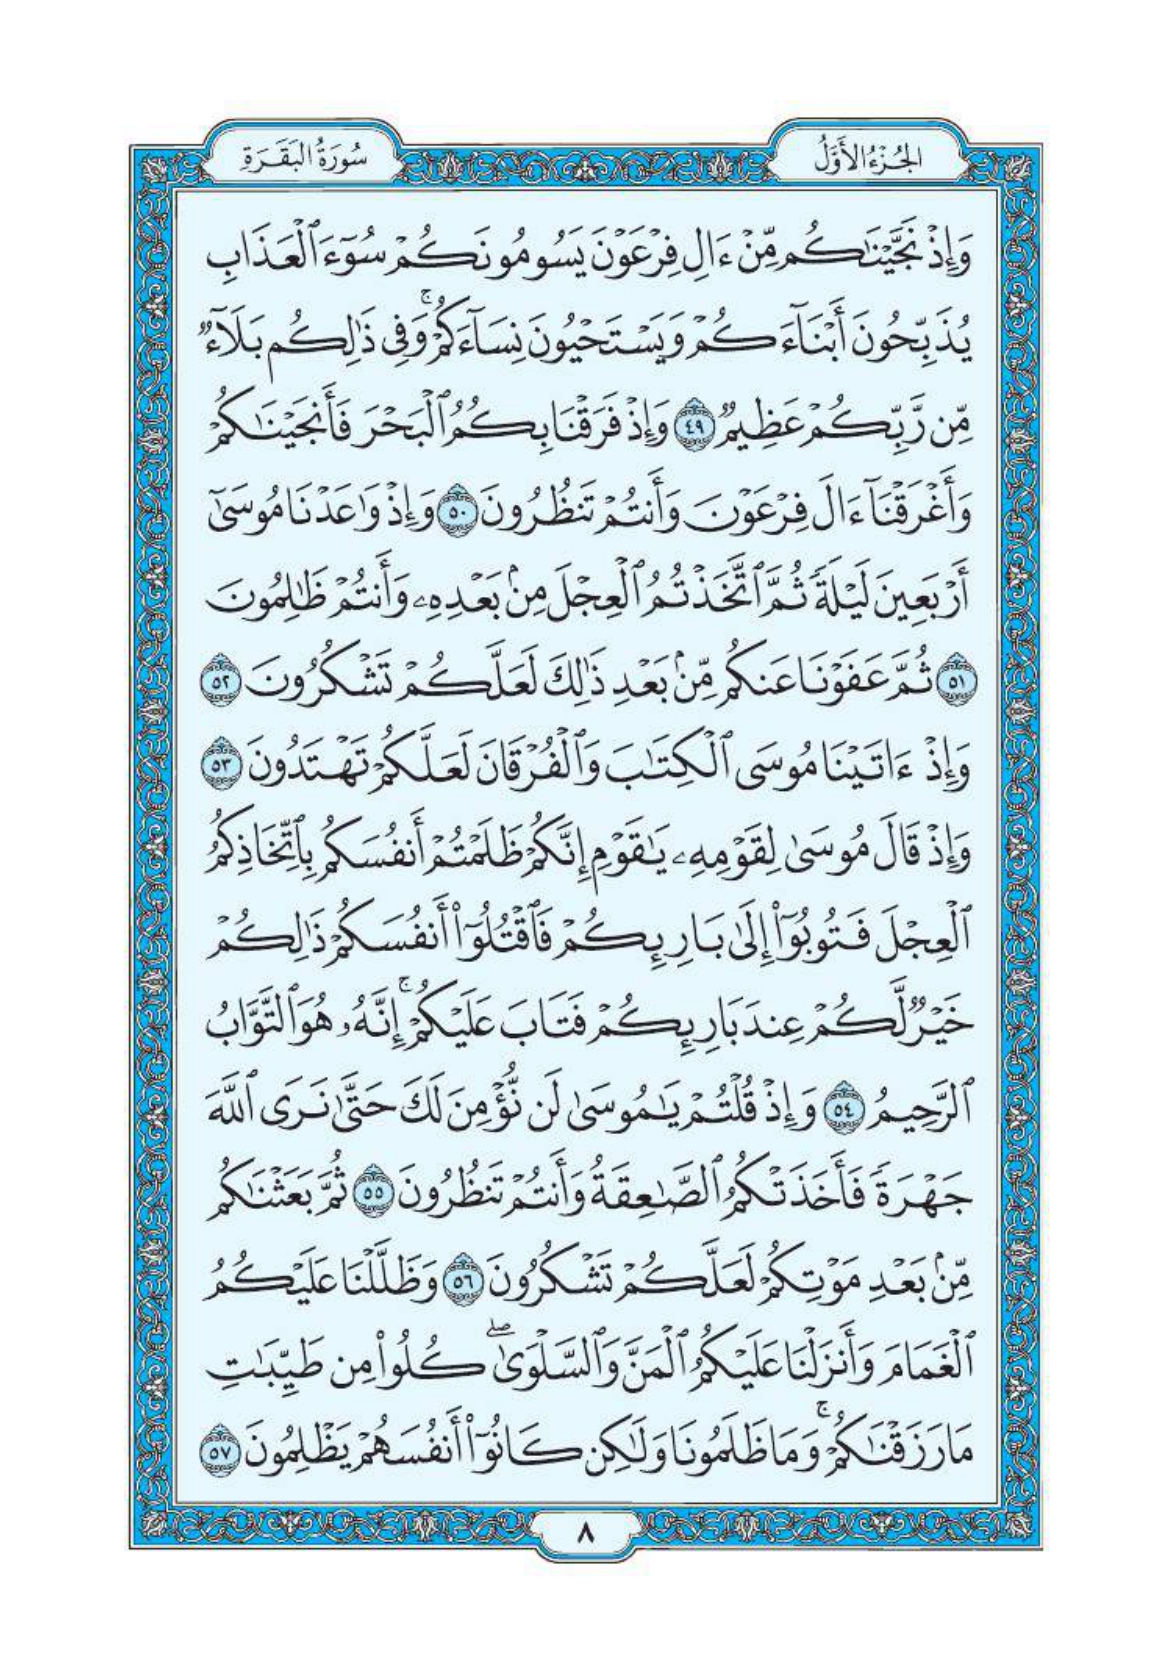 الجُزْءُ الأَوَّلُ
سُورَةُ البَقَرَةِ
وَإِذْ نَجَّيْنَٰكُم مِّنْ ءَالِ فِرْعَوْنَ يَسُومُونَكُمْ سُوٓءَ ٱلْعَذَابِ
يُذَبِّحُونَ أَبْنَآءَكُمْ وَيَسْتَحْيُونَ نِسَآءَكُمْ ۚ وَفِى ذَٰلِكُم بَلَآءٌ
مِّن رَّبِّكُمْ عَظِيمٌ ٤٩ وَإِذْ فَرَقْنَا بِكُمُ ٱلْبَحْرَ فَأَنجَيْنَٰكُمْ
وَأَغْرَقْنَآ ءَالَ فِرْعَوْنَ وَأَنتُمْ تَنظُرُونَ ٥٠ وَإِذْ وَٰعَدْنَا مُوسَىٰٓ
أَرْبَعِينَ لَيْلَةً ثُمَّ ٱتَّخَذْتُمُ ٱلْعِجْلَ مِنۢ بَعْدِهِۦ وَأَنتُمْ ظَٰلِمُونَ
٥١ ثُمَّ عَفَوْنَا عَنكُم مِّنۢ بَعْدِ ذَٰلِكَ لَعَلَّكُمْ تَشْكُرُونَ ٥٢
وَإِذْ ءَاتَيْنَا مُوسَى ٱلْكِتَٰبَ وَٱلْفُرْقَانَ لَعَلَّكُمْ تَهْتَدُونَ ٥٣
وَإِذْ قَالَ مُوسَىٰ لِقَوْمِهِۦ يَٰقَوْمِ إِنَّكُمْ ظَلَمْتُمْ أَنفُسَكُم بِٱتِّخَاذِكُمُ
ٱلْعِجْلَ فَتُوبُوٓا۟ إِلَىٰ بَارِئِكُمْ فَٱقْتُلُوٓا۟ أَنفُسَكُمْ ذَٰلِكُمْ
خَيْرٌ لَّكُمْ عِندَ بَارِئِكُمْ فَتَابَ عَلَيْكُمْ ۚ إِنَّهُۥ هُوَ ٱلتَّوَّابُ
ٱلرَّحِيمُ ٥٤ وَإِذْ قُلْتُمْ يَٰمُوسَىٰ لَن نُّؤْمِنَ لَكَ حَتَّىٰ نَرَى ٱللَّهَ
جَهْرَةً فَأَخَذَتْكُمُ ٱلصَّٰعِقَةُ وَأَنتُمْ تَنظُرُونَ ٥٥ ثُمَّ بَعَثْنَٰكُم
مِّنۢ بَعْدِ مَوْتِكُمْ لَعَلَّكُمْ تَشْكُرُونَ ٥٦ وَظَلَّلْنَا عَلَيْكُمُ
ٱلْغَمَامَ وَأَنزَلْنَا عَلَيْكُمُ ٱلْمَنَّ وَٱلسَّلْوَىٰ ۖ كُلُوا۟ مِن طَيِّبَٰتِ
مَا رَزَقْنَٰكُمْ ۚ وَمَا ظَلَمُونَا وَلَٰكِن كَانُوٓا۟ أَنفُسَهُمْ يَظْلِمُونَ ٥٧
٨